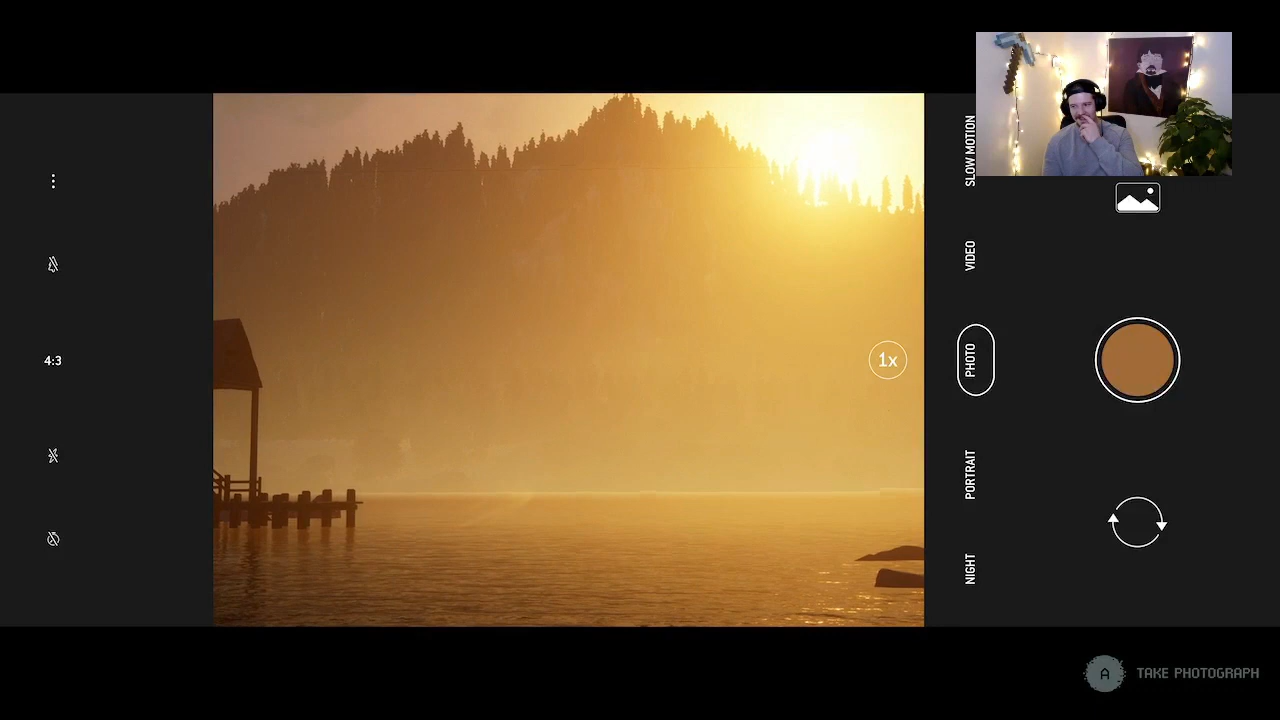 4:3
1x
SLOW MOTION
VIDEO
PHOTO
PORTRAIT
NIGHT
A TAKE PHOTOGRAPH